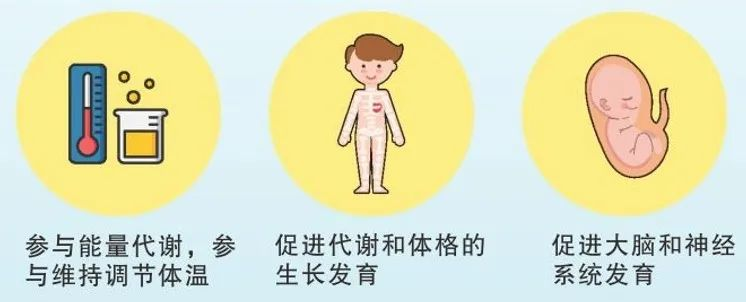 参与能量代谢，参
与维持调节体温
促进代谢和体格的
生长发育
促进大脑和神经
系统发育